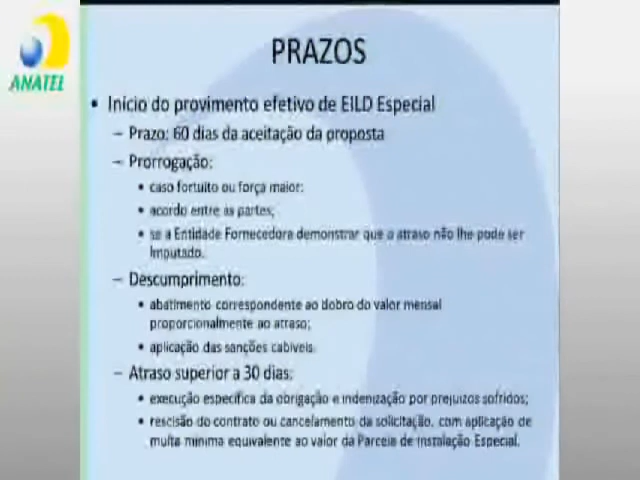 ANATEL
PRAZOS
• Início do provimento efetivo de EILD Especial
– Prazo: 60 dias da aceitação da proposta
– Prorrogação:
• caso fortuito ou força maior;
• acordo entre as partes;
• se a Entidade Fornecedora demonstrar que o atraso não lhe pode ser
imputado.
– Descumprimento:
• abatimento correspondente ao dobro do valor mensal
proporcionalmente ao atraso;
• aplicação das sanções cabíveis.
– Atraso superior a 30 dias:
• execução específica da obrigação e indenização por prejuízos sofridos;
• rescisão do contrato ou cancelamento da solicitação, com aplicação de
multa mínima equivalente ao valor da Parcela de Instalação Especial.